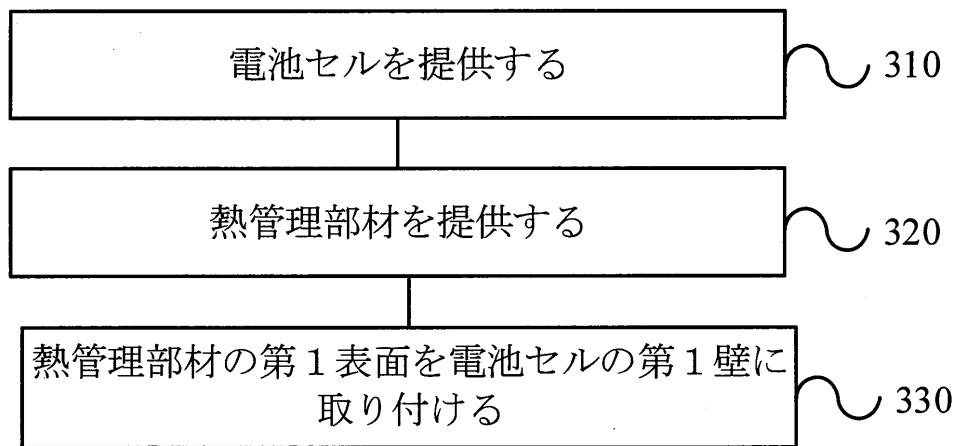 電池セルを提供する
310
熱管理部材を提供する
320
熱管理部材の第１表面を電池セルの第１壁に
取り付ける
330